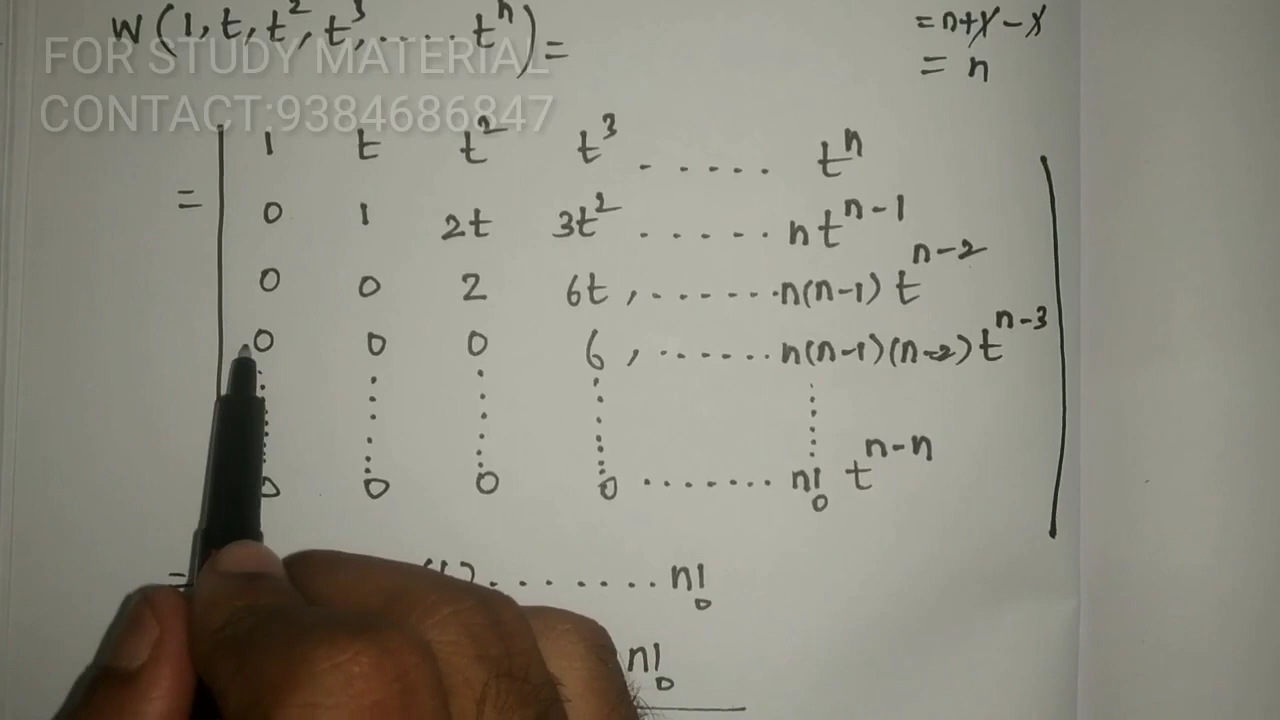 W(1, t, t², t³, ..... tⁿ) =
= n+1-1
= n
FOR STUDY MATERIAL
CONTACT:9384686847
1 t t² t³ ..... tⁿ
= 0 1 2t 3t² ..... n tⁿ⁻¹
0 0 2 6t, ....... n(n-1) tⁿ⁻²
0 0 0 6, ....... n(n-1)(n-2) tⁿ⁻³
0 0 0 0 ....... n! tⁿ⁻ⁿ
= ....... n!
n!